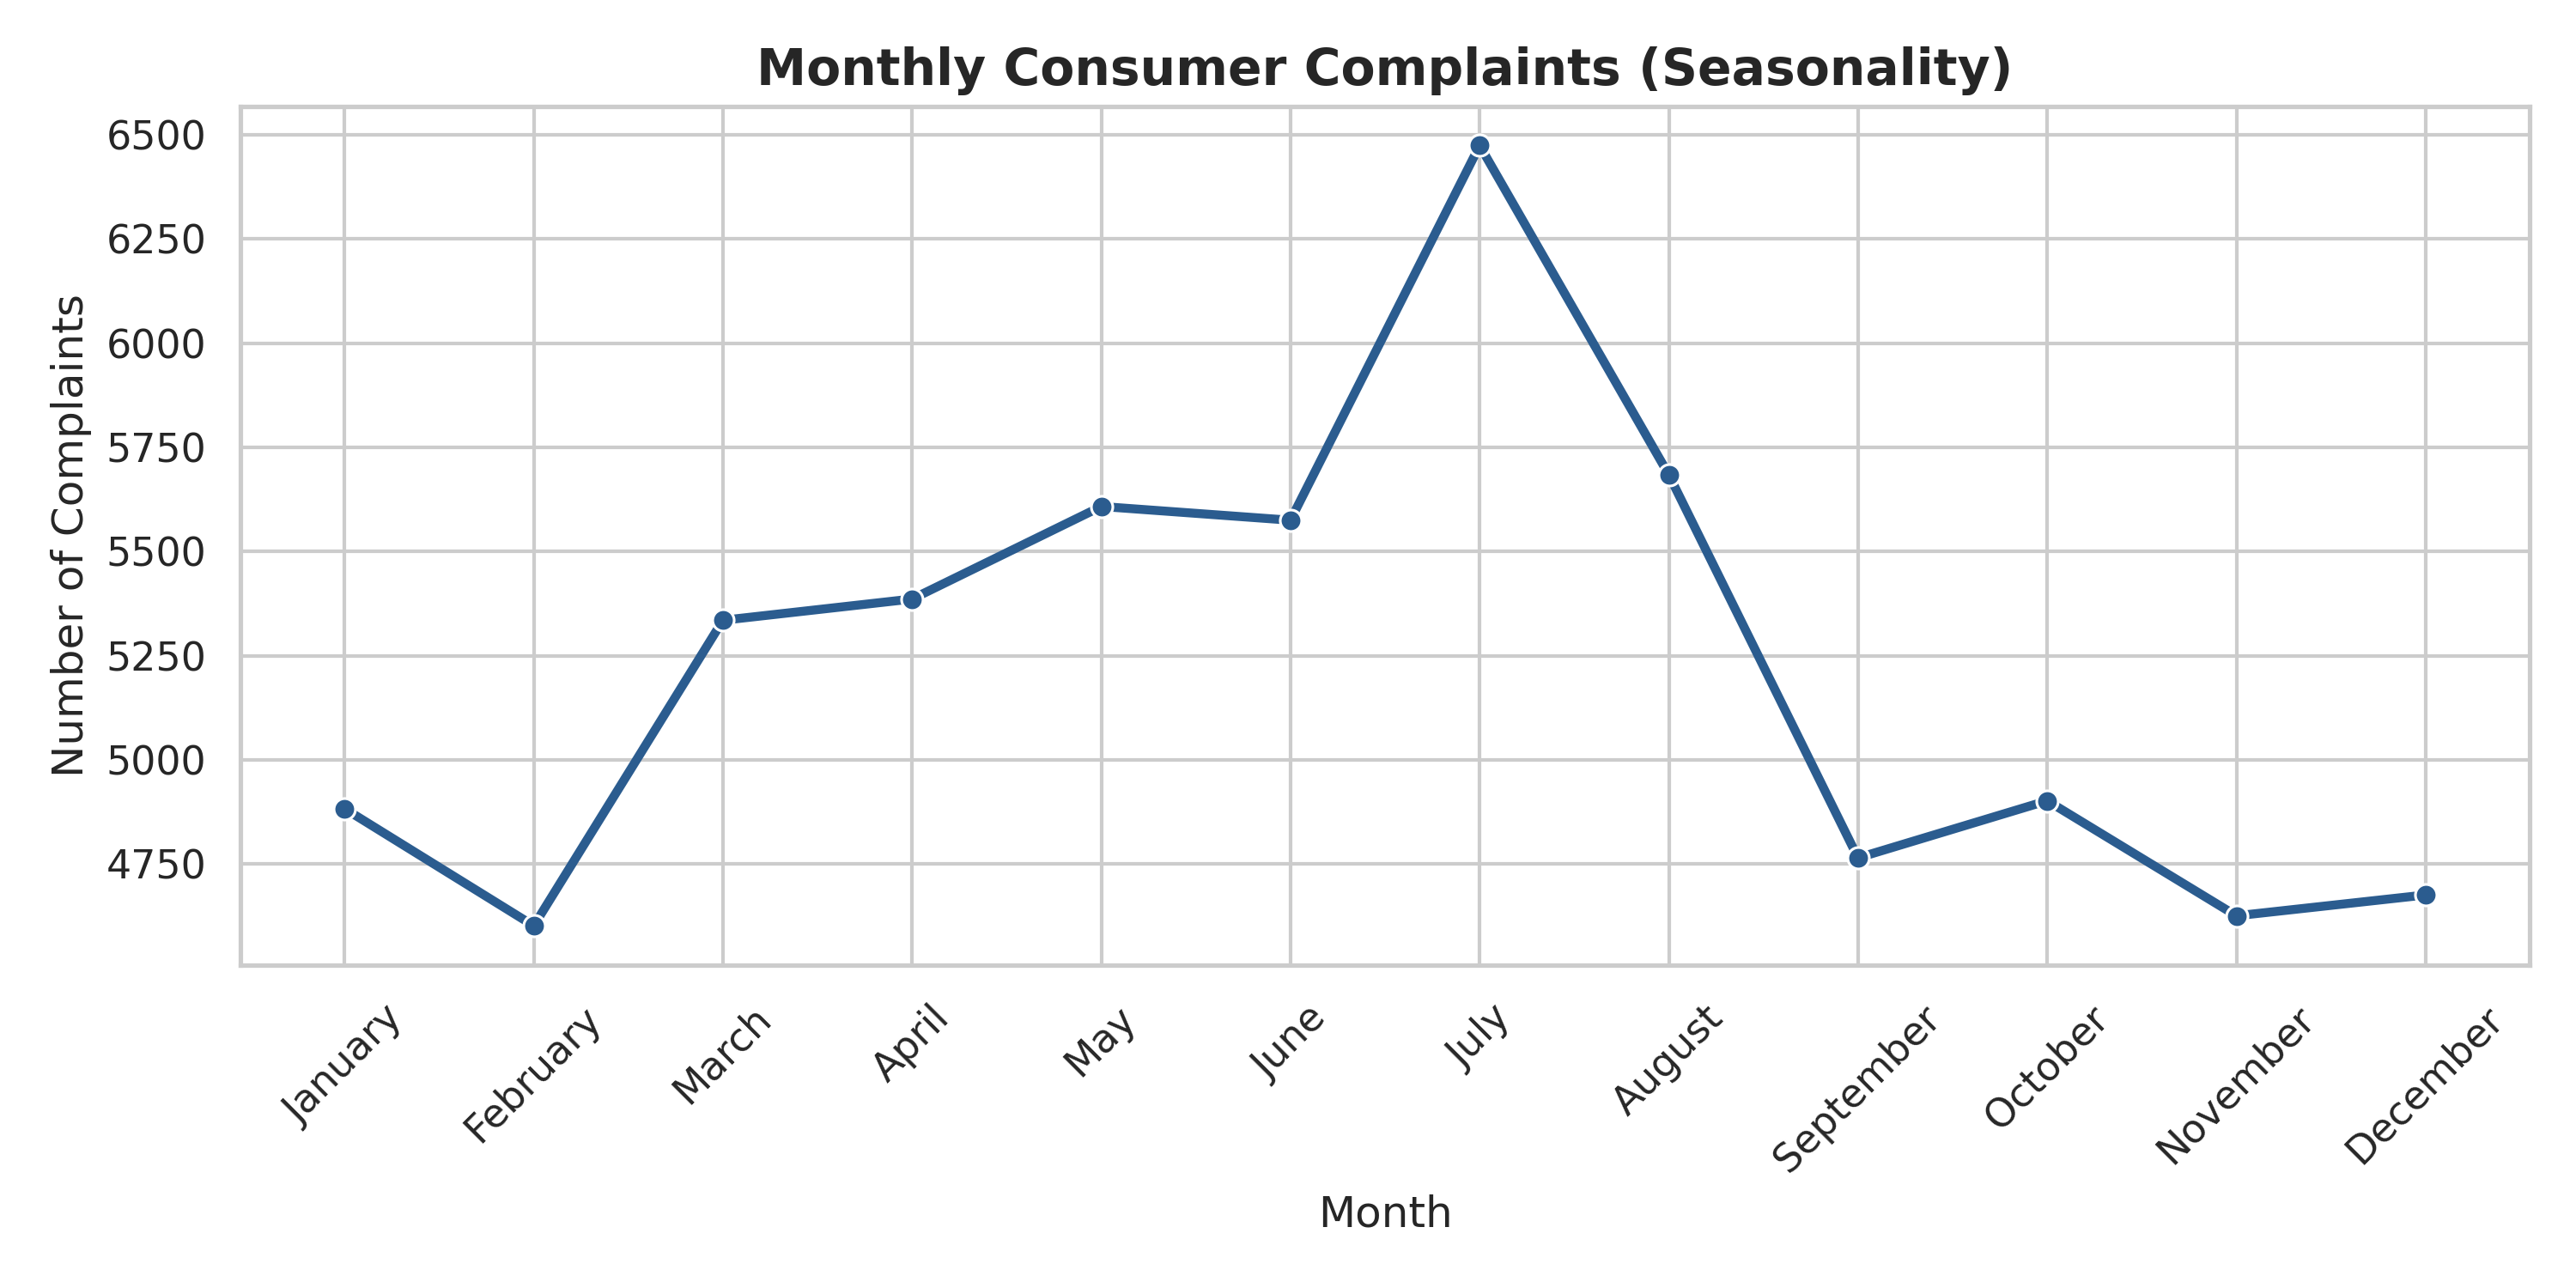 Monthly Consumer Complaints (Seasonality)
Number of Complaints
6500
6250
6000
5750
5500
5250
5000
4750
January
February
March
April
May
June
July
August
September
October
November
December
Month